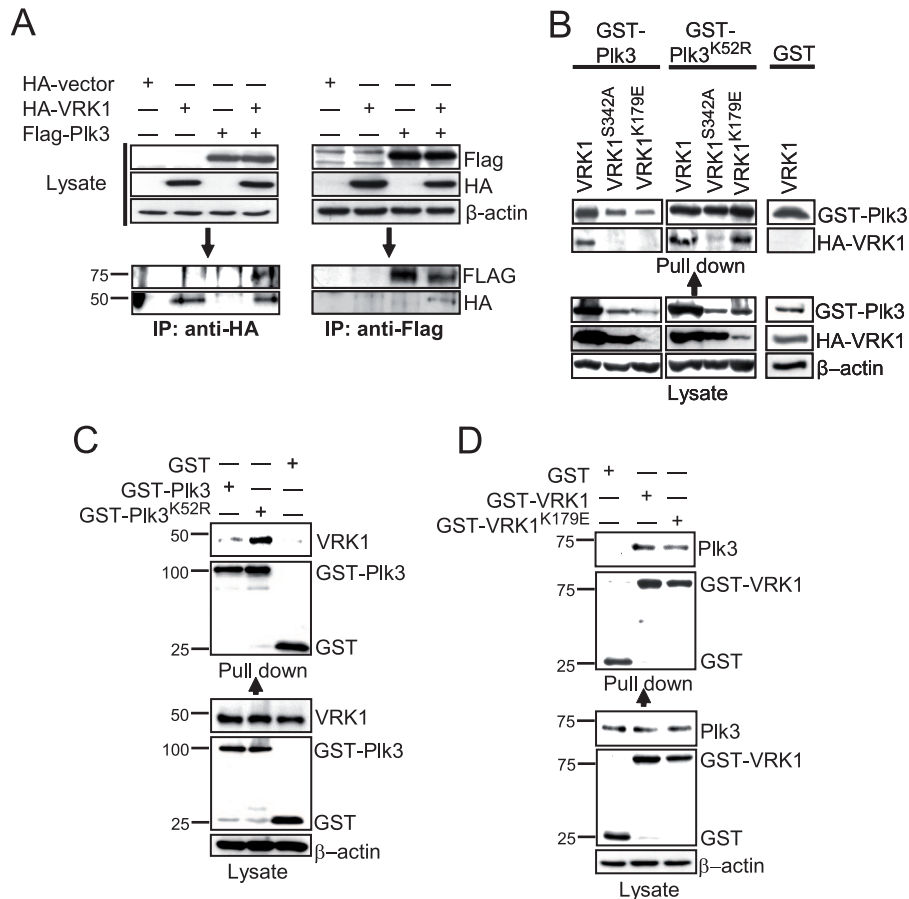 A
HA-vector + — — — + — — —
HA-VRK1 — + — + — + — +
Flag-Plk3 — — + + — — + +
Lysate
Flag
HA
β-actin
75
50
FLAG
HA
IP: anti-HA IP: anti-Flag
B
GST-Plk3 GST-Plk3K52R GST
VRK1 VRK1S342A VRK1K179E VRK1 VRK1S342A VRK1K179E VRK1
GST-Plk3
HA-VRK1
Pull down
GST-Plk3
HA-VRK1
β–actin
Lysate
C
GST — — +
GST-Plk3 + — —
GST-Plk3K52R — + —
50 VRK1
100 GST-Plk3
25 GST
Pull down
50 VRK1
100 GST-Plk3
25 GST
β–actin
Lysate
D
GST + — —
GST-VRK1 — + —
GST-VRK1K179E — — +
75 Plk3
75 GST-VRK1
25 GST
Pull down
75 Plk3
75 GST-VRK1
25 GST
β–actin
Lysate